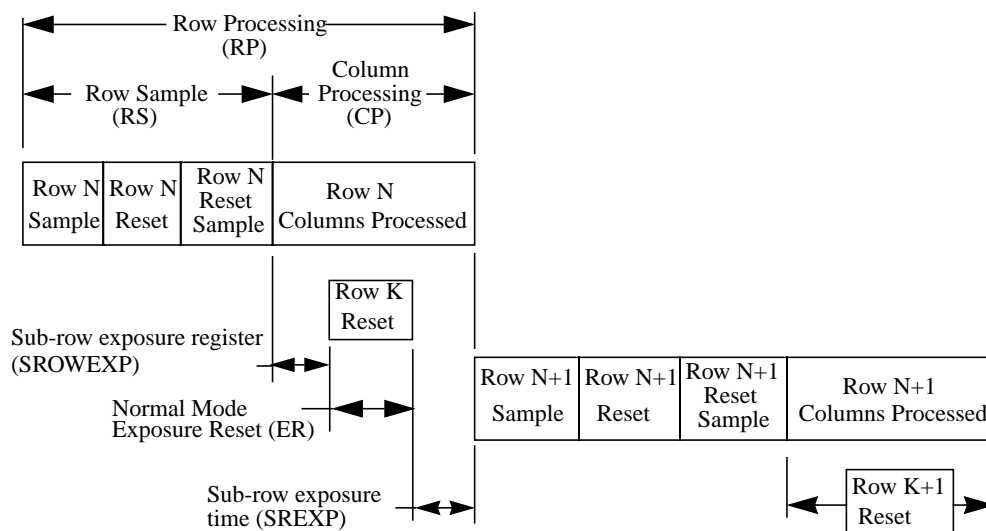 Row Processing
(RP)
Row Sample
(RS)
Column
Processing
(CP)
Row N
Sample
Row N
Reset
Row N
Reset
Sample
Row N
Columns Processed
Row K
Reset
Sub-row exposure register
(SROWEXP)
Normal Mode
Exposure Reset (ER)
Sub-row exposure
time (SREXP)
Row N+1
Sample
Row N+1
Reset
Row N+1
Reset
Sample
Row N+1
Columns Processed
Row K+1
Reset